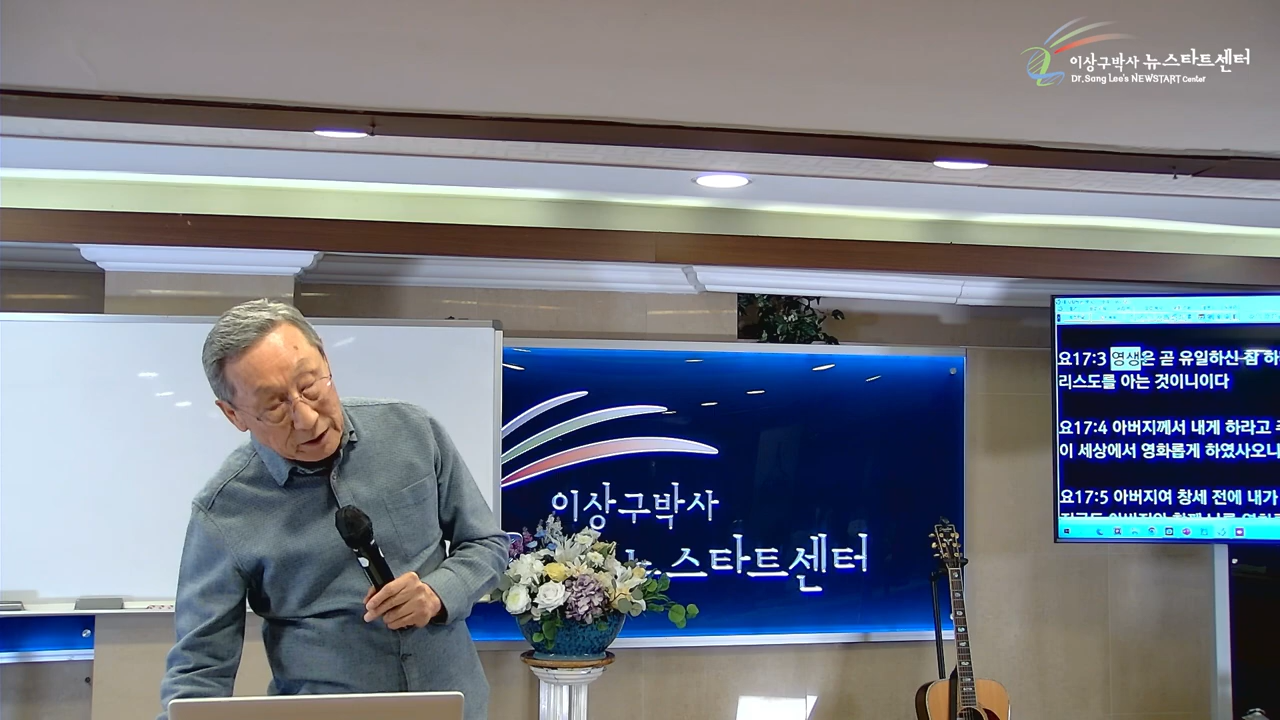 이상구박사 뉴스타트센터
Dr. Sang Lee's NEWSTART Center
이상구박사
뉴스타트센터
요17:3 영생은 곧 유일하신 참 하
리스도를 아는 것이니이다
요17:4 아버지께서 내게 하라고
이 세상에서 영화롭게 하였사오니
요17:5 아버지여 창세 전에 내가